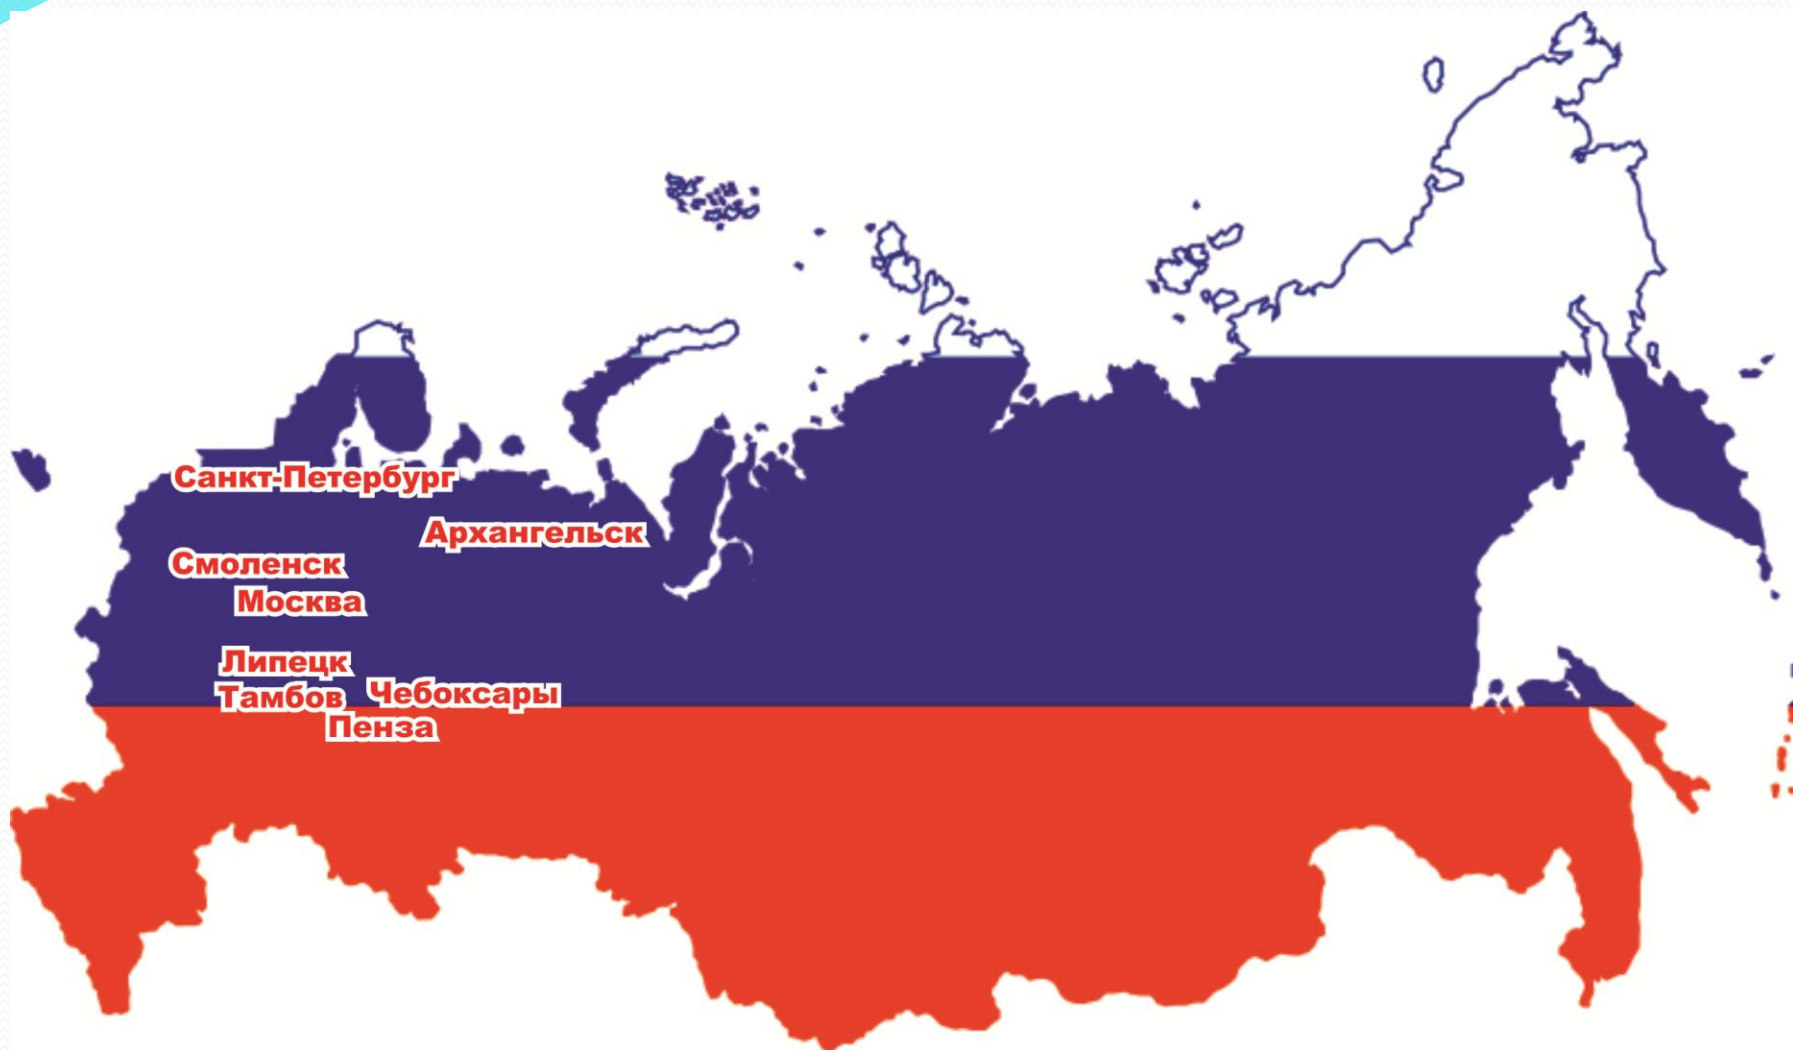 Санкт-Петербург
Архангельск
Смоленск
Москва
Липецк
Тамбов
Чебоксары
Пенза